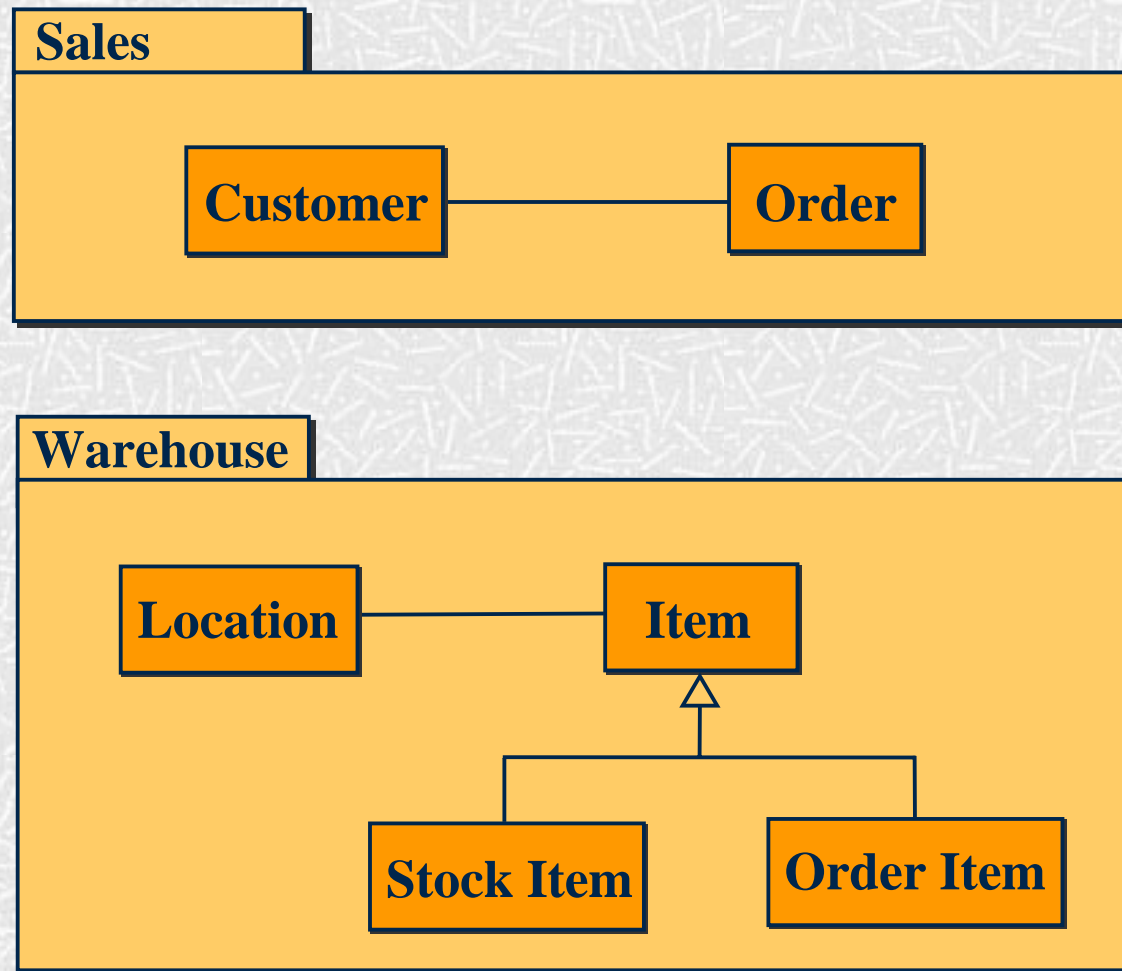 Sales
Customer
Order
Warehouse
Location
Item
Stock Item
Order Item